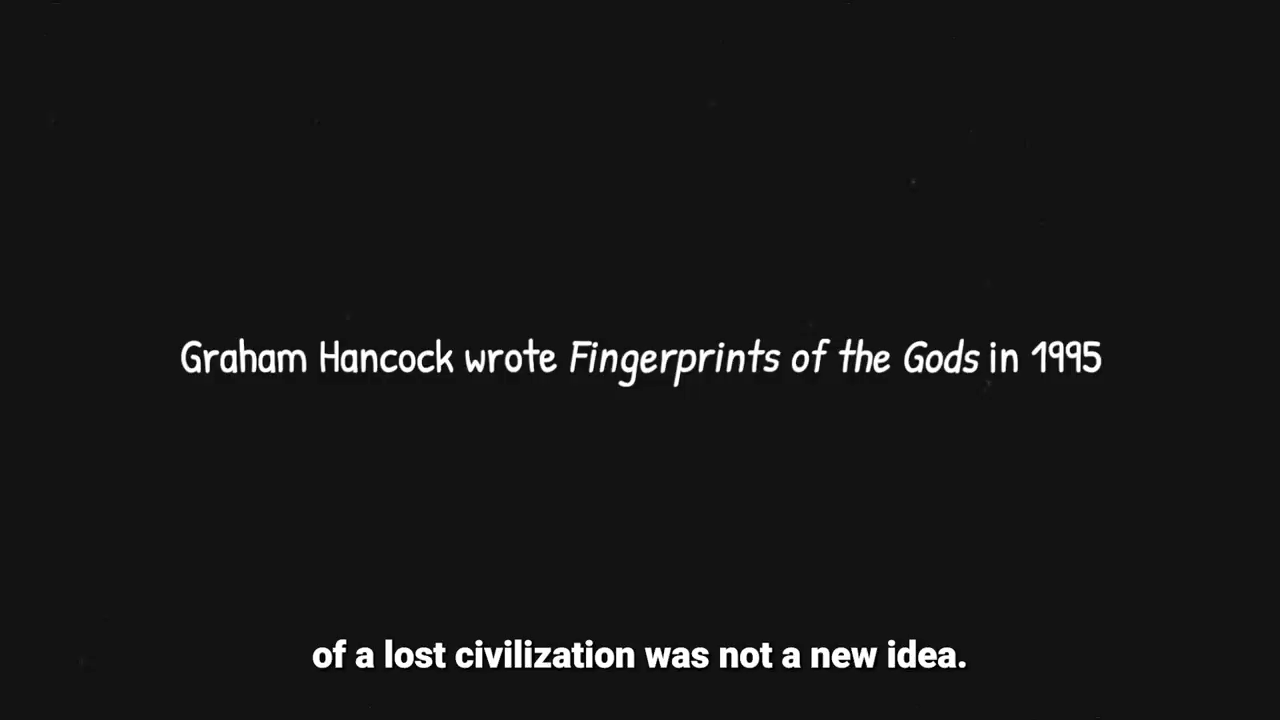 Graham Hancock wrote Fingerprints of the Gods in 1995
of a lost civilization was not a new idea.